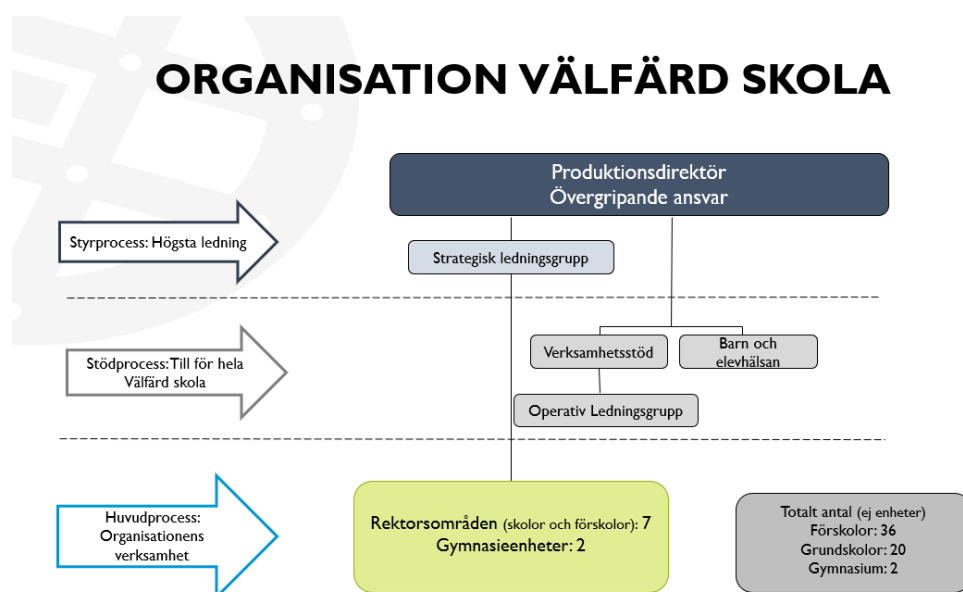 ORGANISATION VÄLFÄRD SKOLA
Produktionsdirektör
Övergripande ansvar
Styrprocess: Högsta ledning
Strategisk ledningsgrupp
Stödprocess: Till för hela
Välfärd skola
Verksamhetsstöd
Barn och
elevhälsan
Operativ Ledningsgrupp
Huvudprocess:
Organisationens
verksamhet
Rektorsområden (skolor och förskolor): 7
Gymnasieenheter: 2
Totalt antal (ej enheter)
Förskolor: 36
Grundskolor: 20
Gymnasium: 2